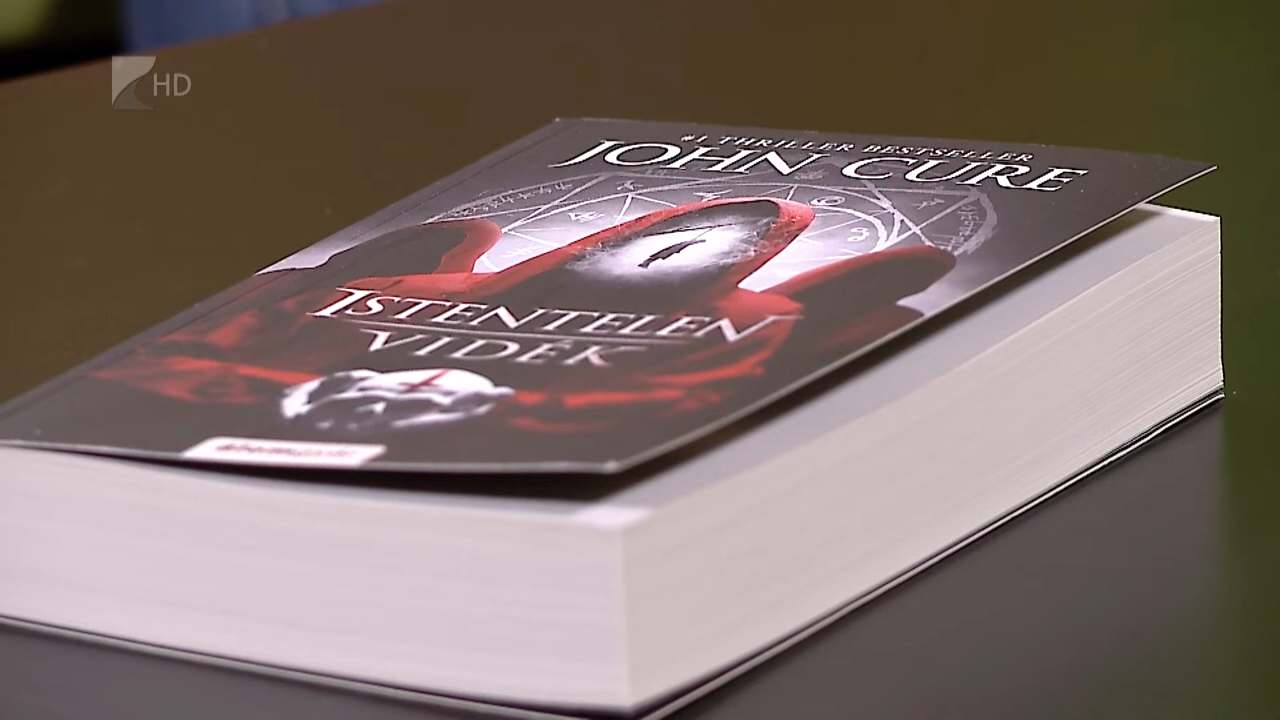 HD
#1 THRILLER BESTSELLER
JOHN CURE
ISTENTELEN
VIDÉK